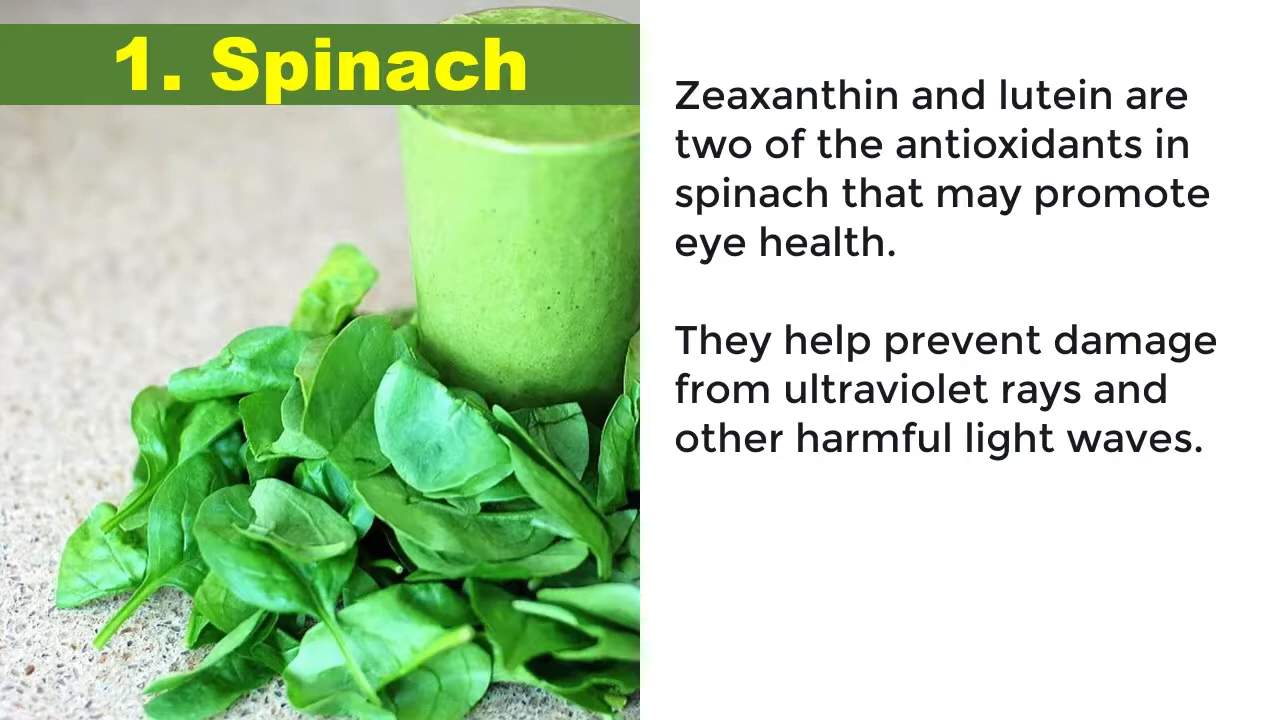 1. Spinach
Zeaxanthin and lutein are
two of the antioxidants in
spinach that may promote
eye health.
They help prevent damage
from ultraviolet rays and
other harmful light waves.